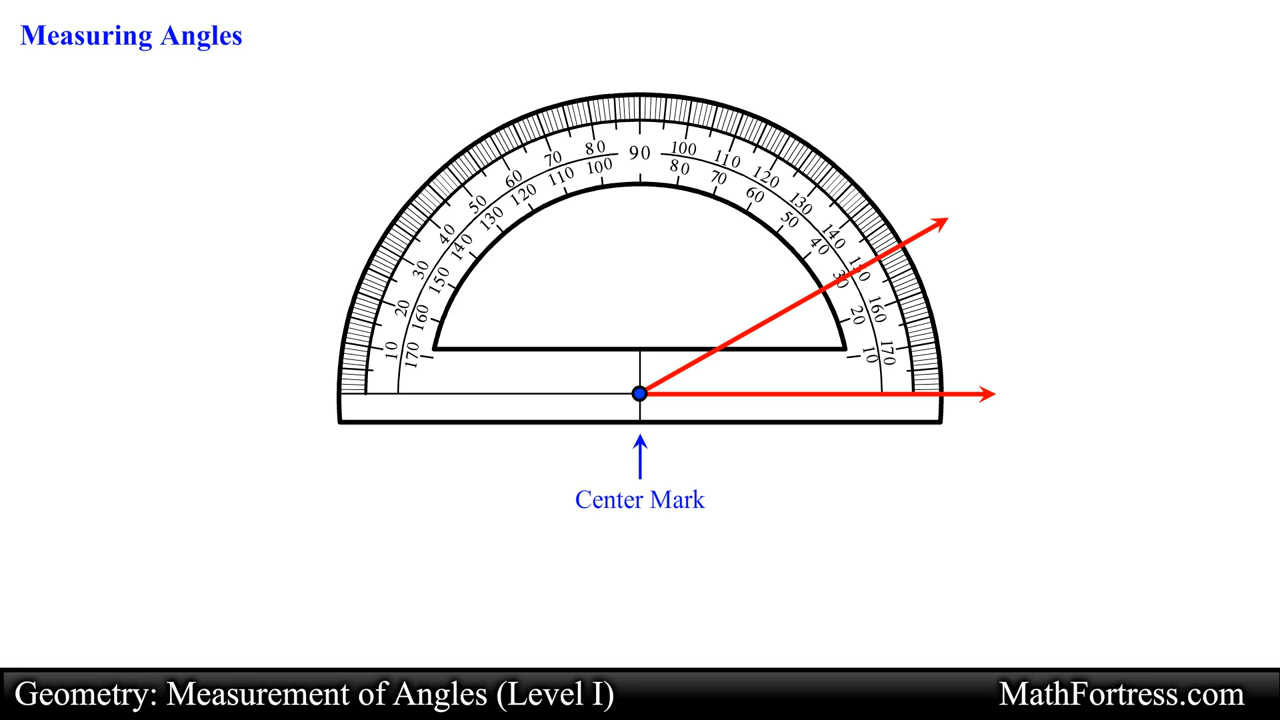 Measuring Angles
10 20 30 40 50 60 70 80 90 100 110 120 130 140 150 160 170
170 160 150 140 130 120 110 100 80 70 60 50 40 30 20 10
Center Mark
Geometry: Measurement of Angles (Level I)
MathFortress.com